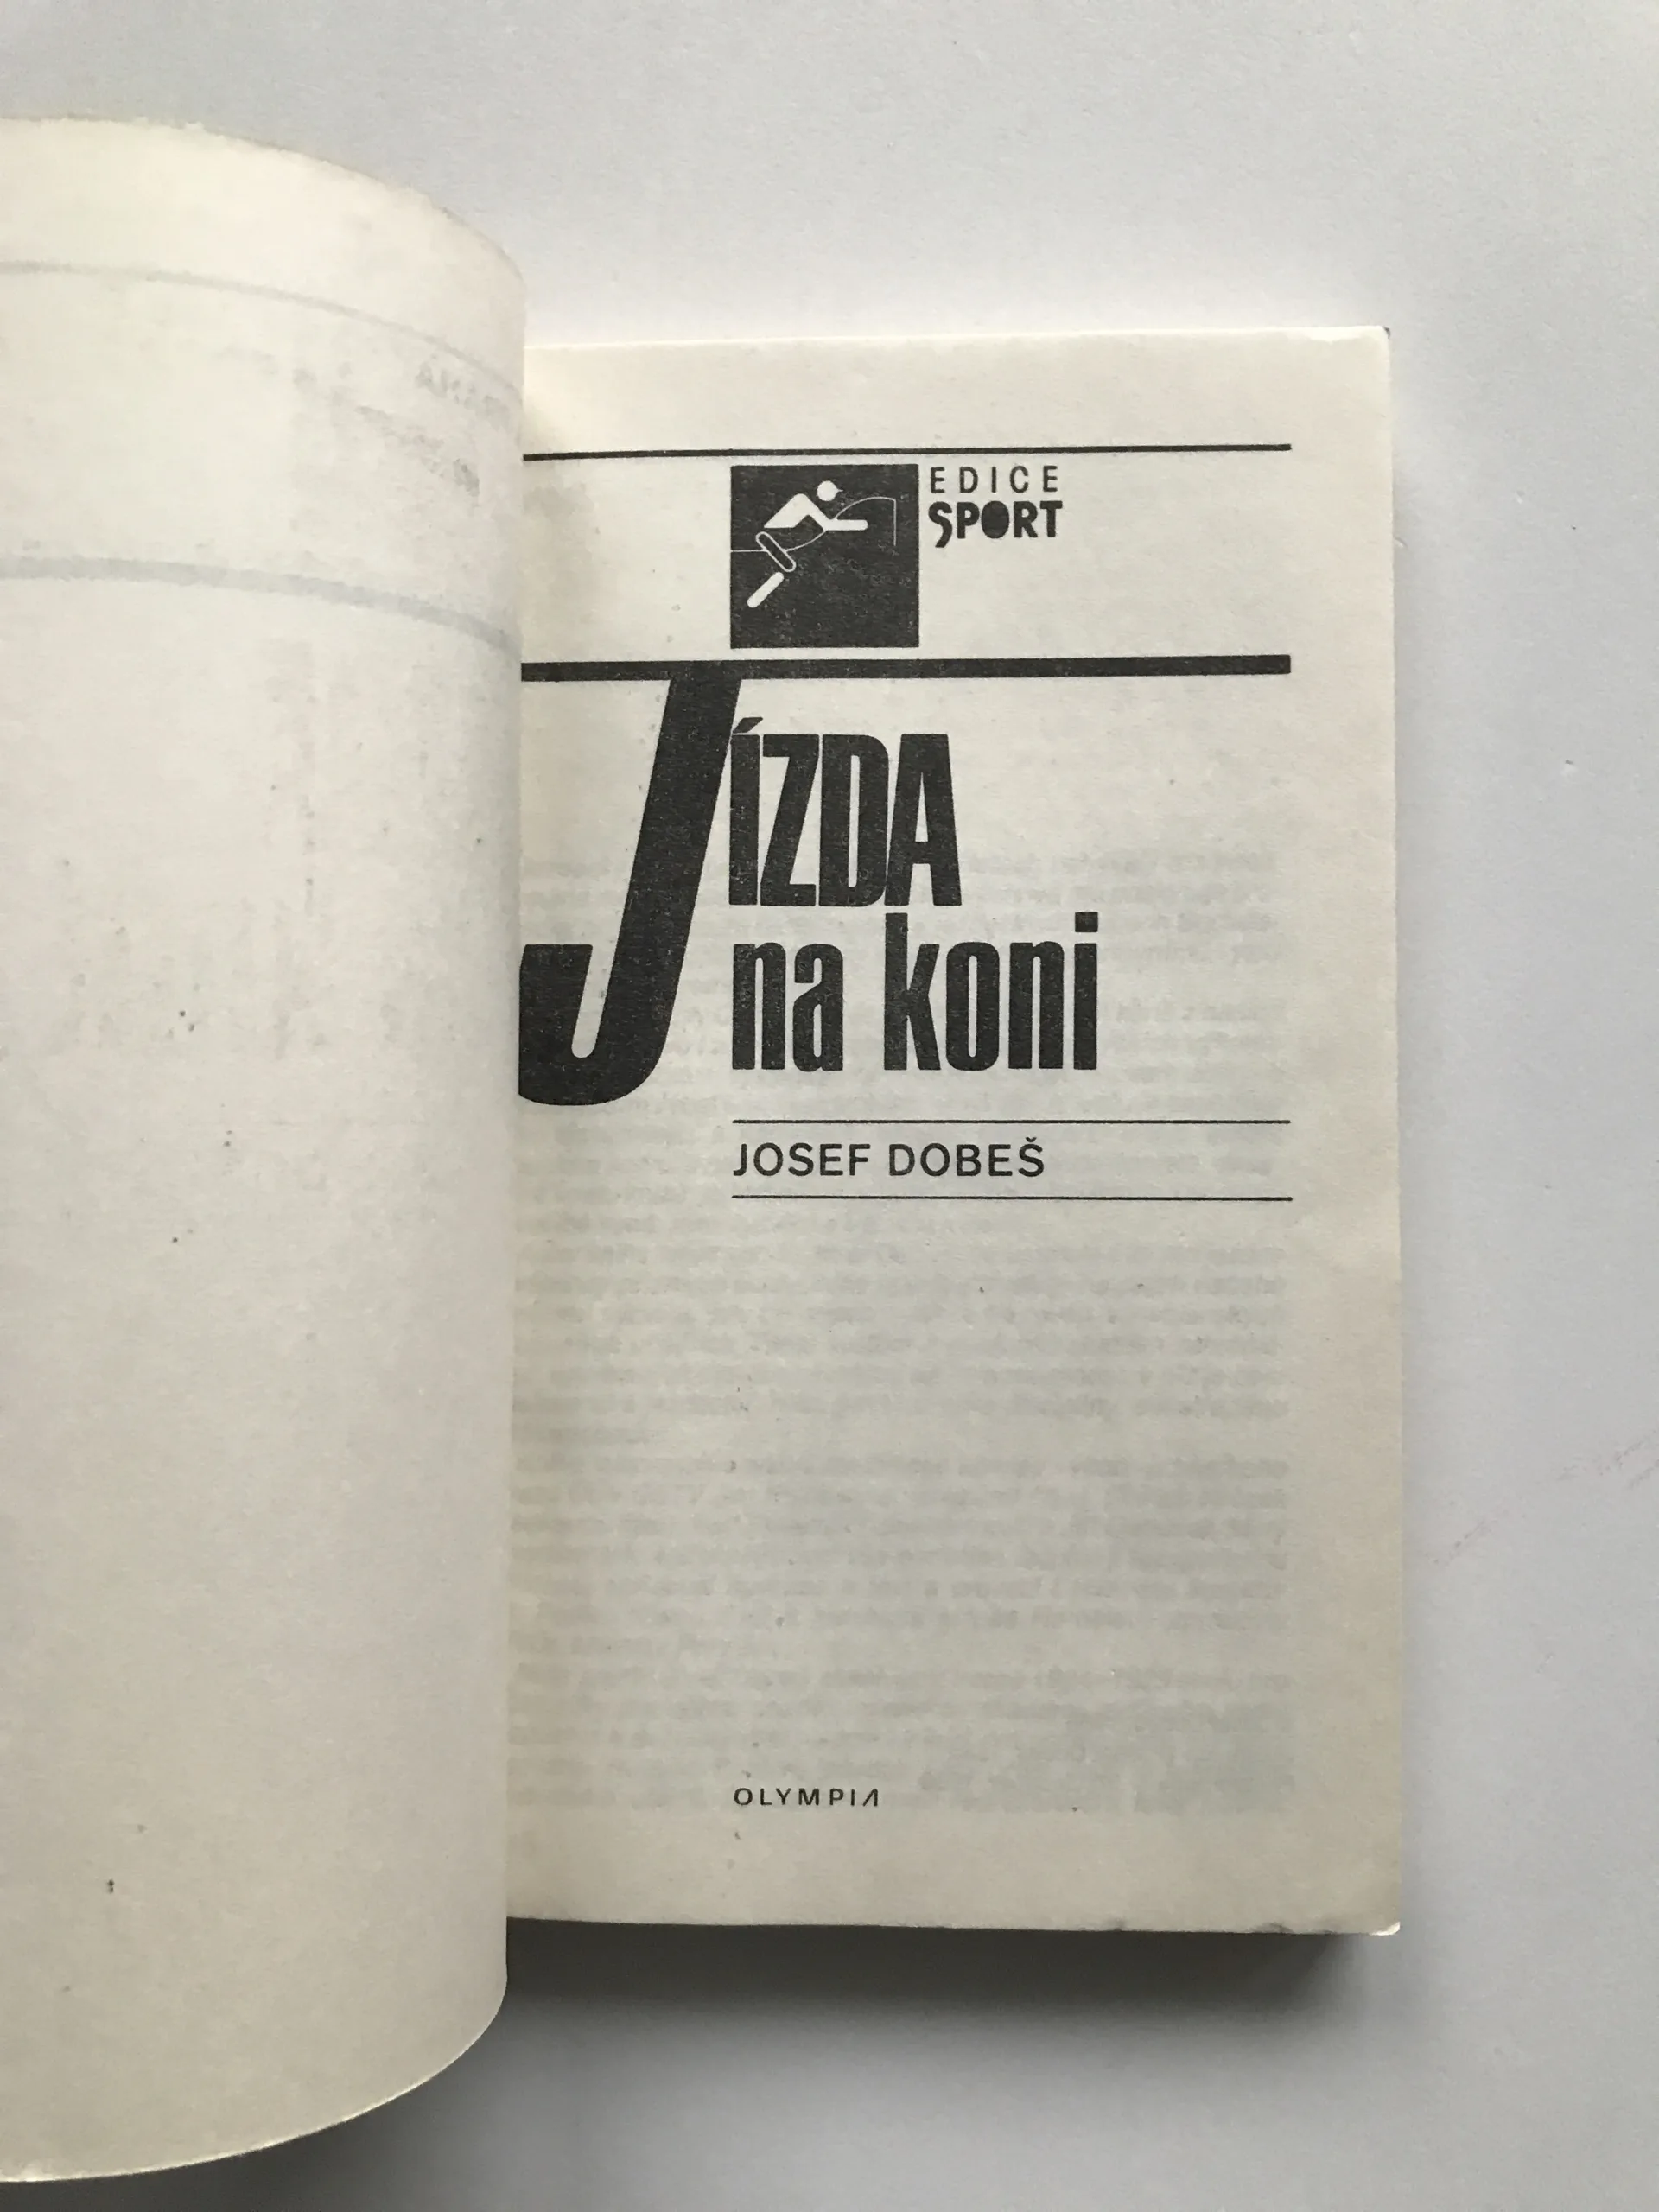 EDICE
SPORT
JÍZDA
na koni
JOSEF DOBEŠ
OLYMPIA